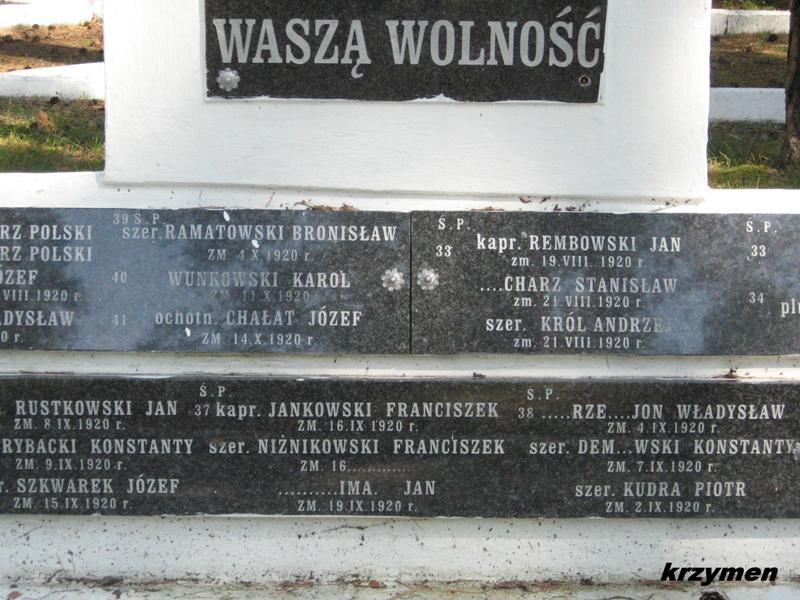 WASZĄ WOLNOŚĆ
RZ POLSKI
RZ POLSKI
ÓZEF
VIII.1920 r.
ADYSŁAW
0 r.
39 Ś.P.
szer. RAMATOWSKI BRONISŁAW
ZM. 4 X.1920 r.
40 WUNKOWSKI KAROL
ZM. 11.X.1920
41 ochotn. CHAŁAT JÓZEF
ZM 14.X.1920 r.
Ś.P.
33 kapr. REMBOWSKI JAN
zm. 19.VIII. 1920 r
....CHARZ STANISŁAW
zm. 21.VIII.1920 r.
szer. KRÓL ANDRZEJ
zm. 21.VIII.1920 r.
Ś.P.
33
34 plu
RUSTKOWSKI JAN
ZM. 8.IX.1920 r.
RYBACKI KONSTANTY
ZM. 9.IX.1920 r.
r. SZKWAREK JÓZEF
ZM. 15.IX.1920 r.
Ś.P.
37 kapr. JANKOWSKI FRANCISZEK
ZM. 16.IX 1920 r.
szer. NIŻNIKOWSKI FRANCISZEK
ZM. 16.............
..........IMA. JAN
ZM. 19.IX.1920 r.
Ś.P.
38 .....RZE....JON WŁADYSŁAW
ZM. 4.IX.1920 r.
szer. DEM...WSKI KONSTANTY
ZM. 7.IX.1920 r.
szer. KUDRA PIOTR
ZM. 2.IX.1920 r.
krzymen